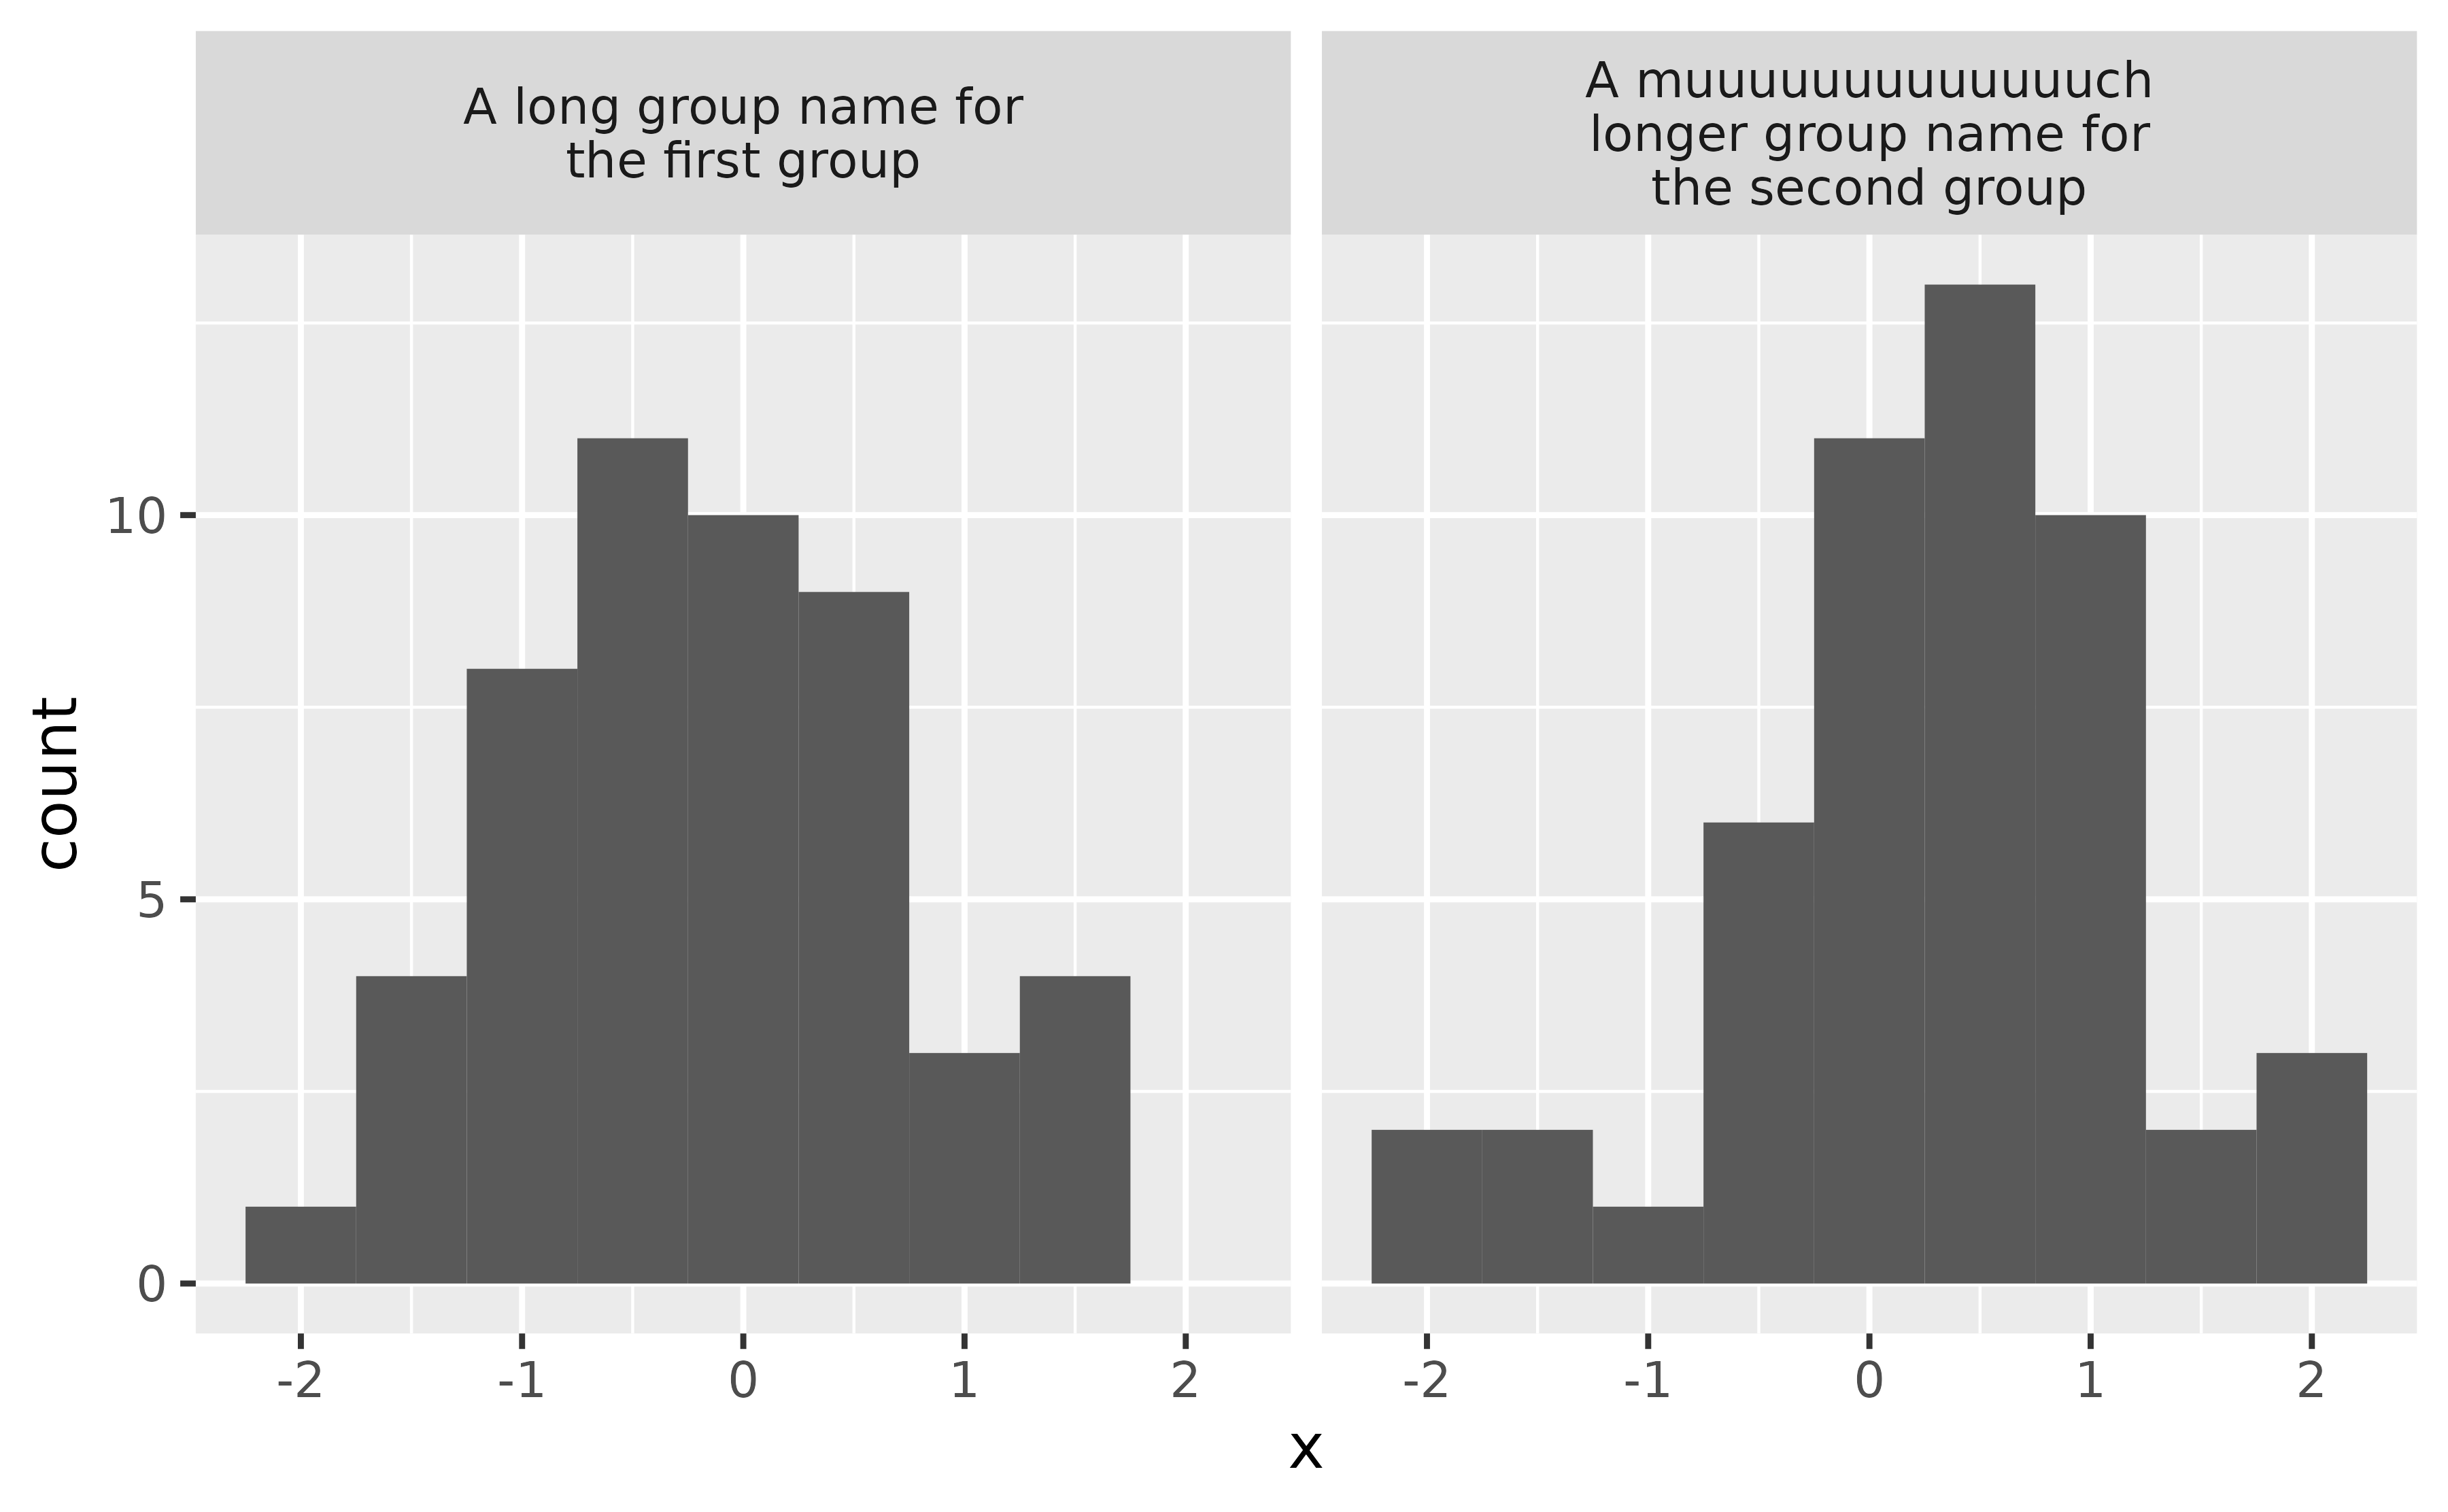 A long group name for
the first group
A muuuuuuuuuuuuuch
longer group name for
the second group
count
10
5
0
-2 -1 0 1 2
-2 -1 0 1 2
x